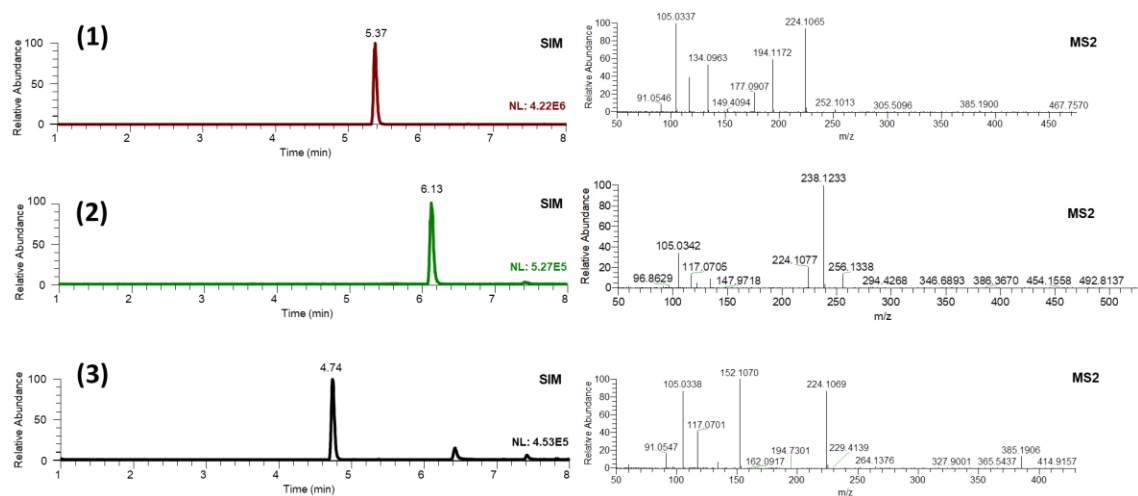 (1)
SIM
5.37
NL: 4.22E6
Relative Abundance
100
50
0
1 2 3 4 5 6 7 8
Time (min)
MS2
105.0337
224.1065
134.0963
194.1172
177.0907
91.0546
149.4094
252.1013
305.5096
385.1900
467.7570
Relative Abundance
100
80
60
40
20
0
50 100 150 200 250 300 350 400 450
m/z
(2)
SIM
6.13
NL: 5.27E5
Relative Abundance
100
50
0
1 2 3 4 5 6 7 8
Time (min)
MS2
238.1233
105.0342
117.0705
224.1077
256.1338
96.8629
147.9718
294.4268
346.6893
386.3670
454.1558
492.8137
Relative Abundance
100
80
60
40
20
0
50 100 150 200 250 300 350 400 450 500
m/z
(3)
SIM
4.74
NL: 4.53E5
Relative Abundance
100
50
0
1 2 3 4 5 6 7 8
Time (min)
MS2
152.1070
105.0338
224.1069
117.0701
91.0547
194.7301
229.4139
162.0917
264.1376
327.9001
365.5437
385.1906
414.9157
Relative Abundance
100
80
60
40
20
0
50 100 150 200 250 300 350 400
m/z